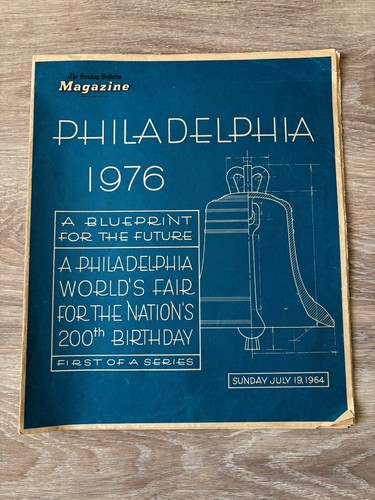 The Sunday Bulletin
Magazine
PHILADELPHIA
1976
A BLUEPRINT
FOR THE FUTURE
A PHILADELPHIA
WORLD'S FAIR
FOR THE NATION'S
200th BIRTHDAY
FIRST OF A SERIES
SUNDAY JULY 19, 1964